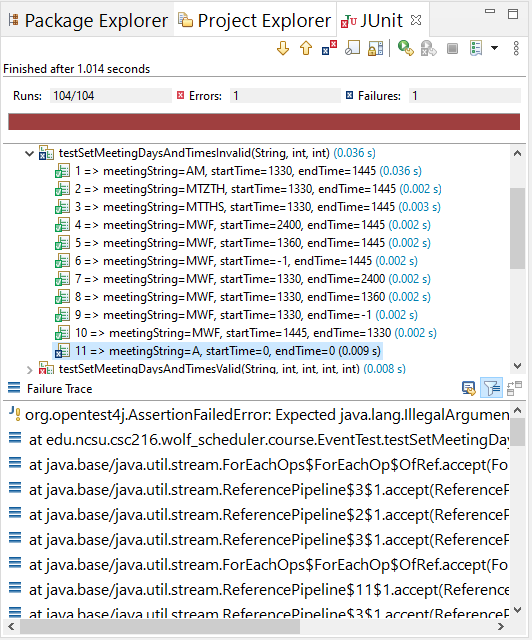 Package Explorer Project Explorer JUnit
Finished after 1.014 seconds
Runs: 104/104 Errors: 1 Failures: 1
testSetMeetingDaysAndTimesInvalid(String, int, int) (0.036 s)
1 => meetingString=AM, startTime=1330, endTime=1445 (0.036 s)
2 => meetingString=MTZTH, startTime=1330, endTime=1445 (0.002 s)
3 => meetingString=MTTHS, startTime=1330, endTime=1445 (0.003 s)
4 => meetingString=MWF, startTime=2400, endTime=1445 (0.002 s)
5 => meetingString=MWF, startTime=1360, endTime=1445 (0.002 s)
6 => meetingString=MWF, startTime=-1, endTime=1445 (0.002 s)
7 => meetingString=MWF, startTime=1330, endTime=2400 (0.002 s)
8 => meetingString=MWF, startTime=1330, endTime=1360 (0.002 s)
9 => meetingString=MWF, startTime=1330, endTime=-1 (0.002 s)
10 => meetingString=MWF, startTime=1445, endTime=1330 (0.002 s)
11 => meetingString=A, startTime=0, endTime=0 (0.009 s)
testSetMeetingDaysAndTimesValid(String, int, int, int, int) (0.008 s)
Failure Trace
org.opentest4j.AssertionFailedError: Expected java.lang.IllegalArgumen
at edu.ncsu.csc216.wolf_scheduler.course.EventTest.testSetMeetingDay
at java.base/java.util.stream.ForEachOps$ForEachOp$OfRef.accept(Fo
at java.base/java.util.stream.ReferencePipeline$3$1.accept(ReferenceP
at java.base/java.util.stream.ReferencePipeline$2$1.accept(ReferenceP
at java.base/java.util.stream.ReferencePipeline$3$1.accept(ReferenceP
at java.base/java.util.stream.ForEachOps$ForEachOp$OfRef.accept(Fo
at java.base/java.util.stream.ReferencePipeline$11$1.accept(Reference
at java.base/java.util.stream.ReferencePipeline$3$1.accept(ReferenceP